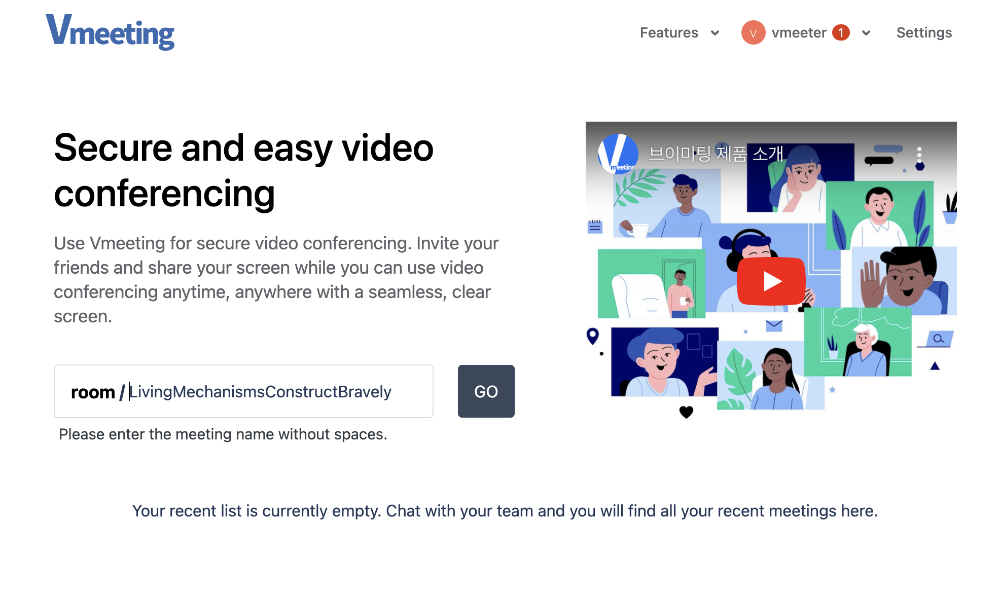 Vmeeting
Features
V
vmeeter 1
Settings
Secure and easy video
conferencing
Use Vmeeting for secure video conferencing. Invite your
friends and share your screen while you can use video
conferencing anytime, anywhere with a seamless, clear
screen.
room / LivingMechanismsConstructBravely
GO
Please enter the meeting name without spaces.
Vmeeting
브이미팅 제품 소개
Your recent list is currently empty. Chat with your team and you will find all your recent meetings here.